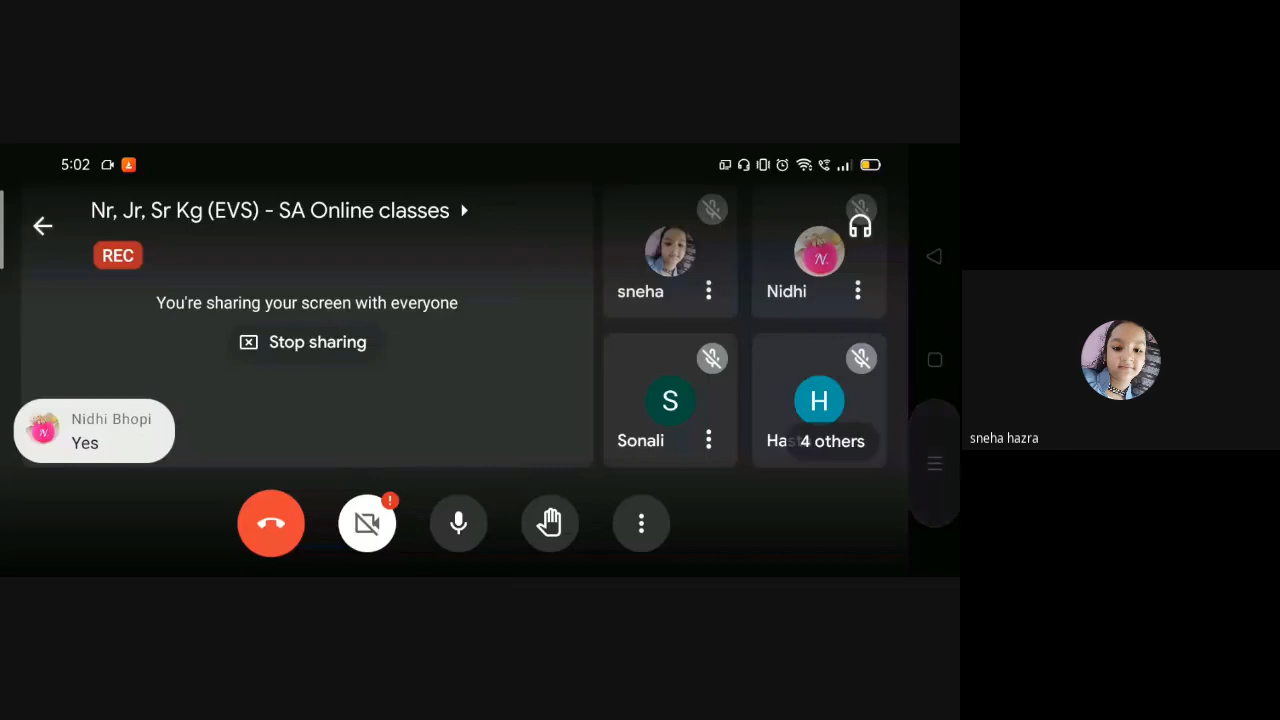 5:02
Nr, Jr, Sr Kg (EVS) - SA Online classes
REC
You're sharing your screen with everyone
Stop sharing
Nidhi Bhopi
Yes
sneha
Nidhi
N.
S
Sonali
H
4 others
N
!
sneha hazra